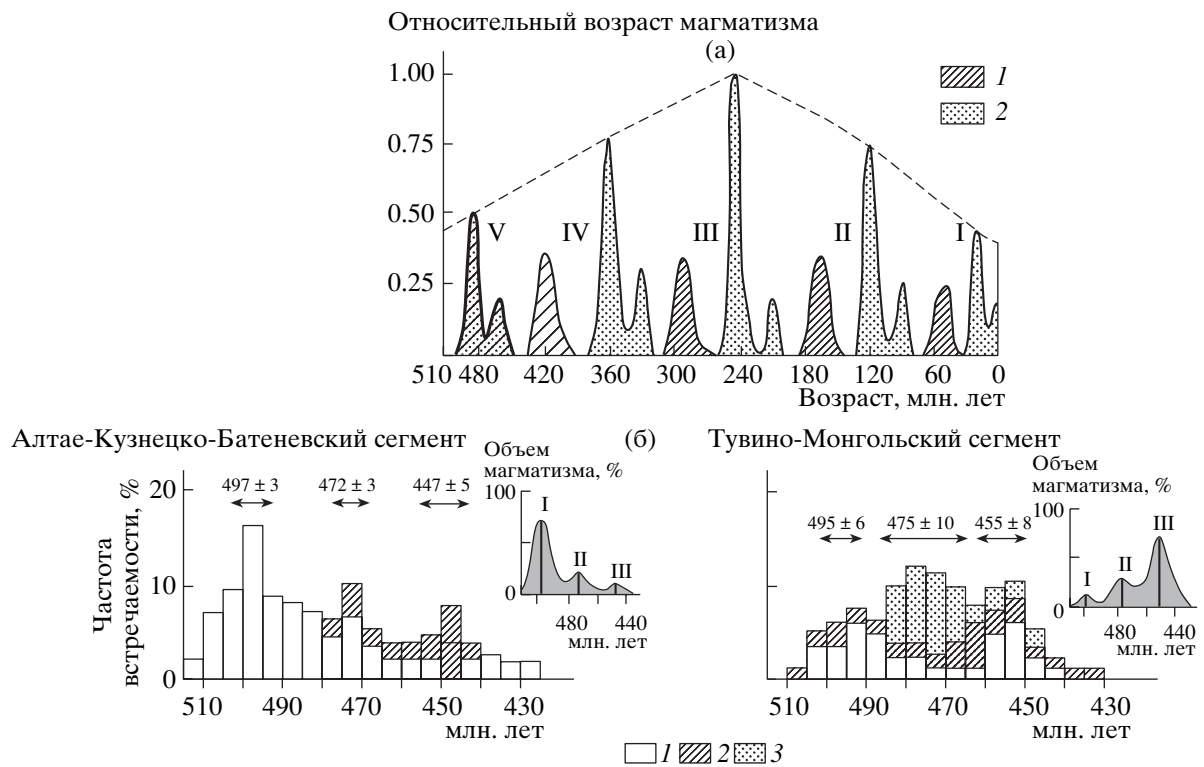 Относительный возраст магматизма
(а)
1.00
0.75
0.50
0.25
1
2
V
IV
III
II
I
510 480 420 360 300 240 180 120 60 0
Возраст, млн. лет
Алтае-Кузнецко-Батеневский сегмент
(б)
Тувино-Монгольский сегмент
Частота
встречаемости, %
20
10
0
497 ± 3
472 ± 3
447 ± 5
510 490 470 450 430
млн. лет
Объем
магматизма, %
100
0
I
II
III
480 440
млн. лет
495 ± 6
475 ± 10
455 ± 8
510 490 470 450 430
млн. лет
Объем
магматизма, %
100
0
I
II
III
480 440
млн. лет
1 2 3